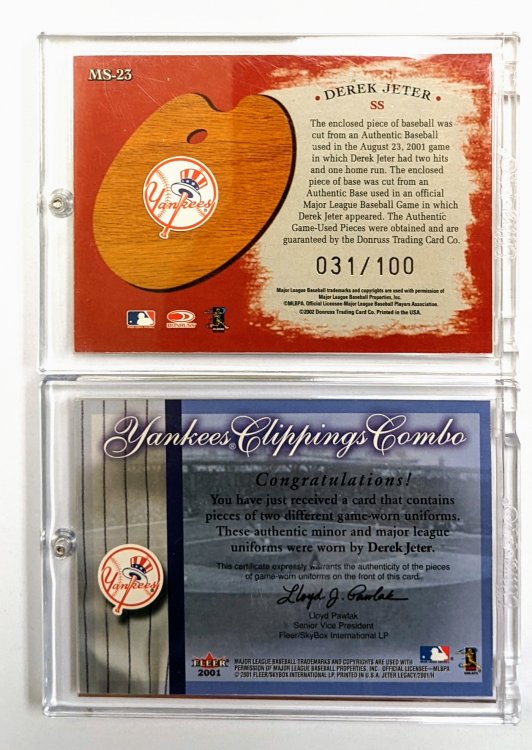 MS-23
• DEREK JETER •
SS
The enclosed piece of baseball was
cut from an Authentic Baseball
used in the August 23, 2001 game
in which Derek Jeter had two hits
and one home run. The enclosed
piece of base was cut from an
Authentic Base used in an official
Major League Baseball Game in which
Derek Jeter appeared. The Authentic
Game-Used Pieces were obtained and are
guaranteed by the Donruss Trading Card Co.
031/100
Yankees
Major League Baseball trademarks and copyrights are used with permission of
Major League Baseball Properties, Inc.
©MLBPA. Official Licensee-Major League Baseball Players Association.
©2002 Donruss Trading Card Co. Printed in the USA.
DONRUSS
Yankees® Clippings Combo
Congratulations!
You have just received a card that contains
pieces of two different game-worn uniforms.
These authentic minor and major league
uniforms were worn by Derek Jeter.
This certificate expressly warrants the authenticity of the pieces
of game-worn uniforms on the front of this card.
Yankees
Lloyd J. Pawlak
Lloyd Pawlak
Senior Vice President
Fleer/SkyBox International LP
FLEER
2001
MAJOR LEAGUE BASEBALL TRADEMARKS AND COPYRIGHTS ARE USED WITH
PERMISSION OF MAJOR LEAGUE BASEBALL PROPERTIES, INC. OFFICIAL LICENSEE—MLBPA
© 2001 FLEER/SKYBOX INTERNATIONAL LP, PRINTED IN U.S.A. JETER LEGACY/2001/H